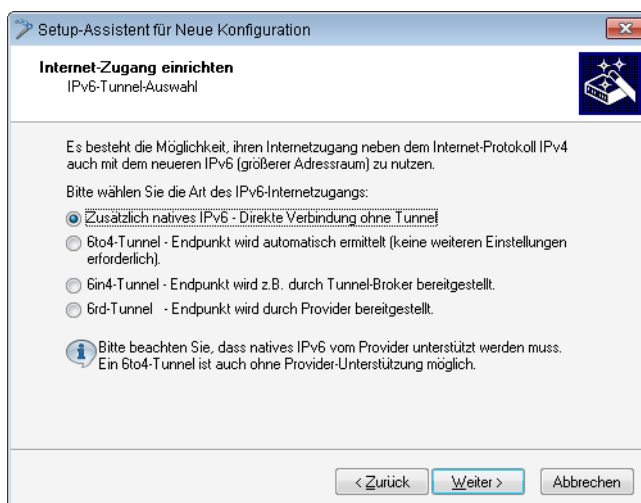 Setup-Assistent für Neue Konfiguration
Internet-Zugang einrichten
IPv6-Tunnel-Auswahl
Es besteht die Möglichkeit, ihren Internetzugang neben dem Internet-Protokoll IPv4
auch mit dem neueren IPv6 (größerer Adressraum) zu nutzen.
Bitte wählen Sie die Art des IPv6-Internetzugangs:
Zusätzlich natives IPv6 - Direkte Verbindung ohne Tunnel
6to4-Tunnel - Endpunkt wird automatisch ermittelt (keine weiteren Einstellungen
erforderlich).
6in4-Tunnel - Endpunkt wird z.B. durch Tunnel-Broker bereitgestellt.
6rd-Tunnel - Endpunkt wird durch Provider bereitgestellt.
Bitte beachten Sie, dass natives IPv6 vom Provider unterstützt werden muss.
Ein 6to4-Tunnel ist auch ohne Provider-Unterstützung möglich.
< Zurück Weiter > Abbrechen